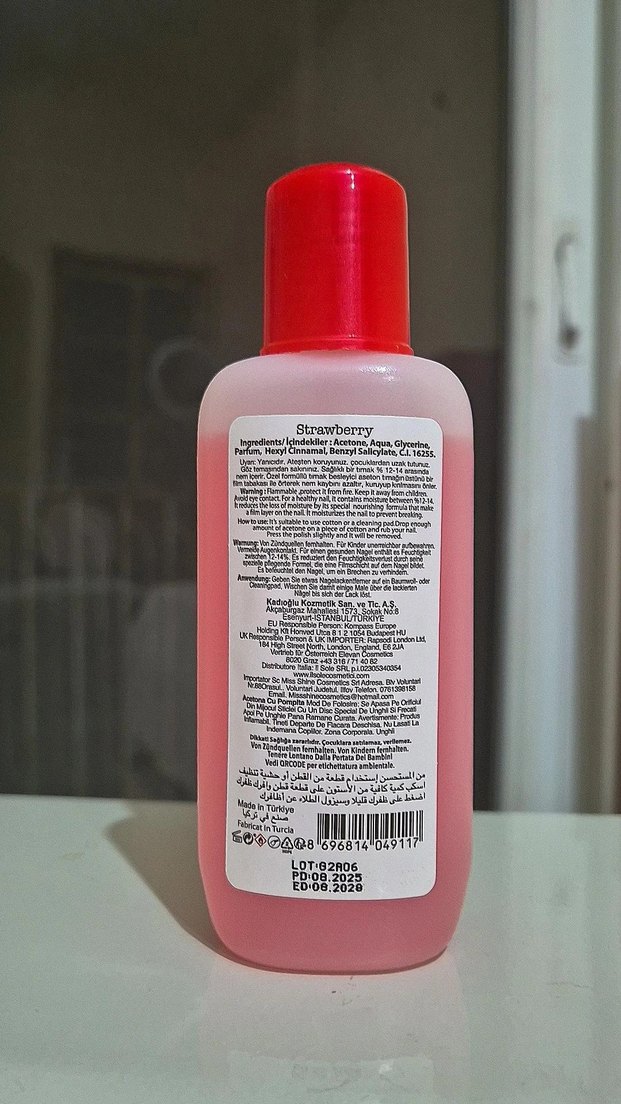 Strawberry
Ingredients/ İçindekiler : Acetone, Aqua, Glycerine,
Parfum, Hexyl Cinnamal, Benzyl Salicylate, C.I. 16255.
Uyarı: Yanıcıdır. Ateşten koruyunuz. çocuklardan uzak tutunuz.
Göz temasından sakınınız. Sağlıklı bir tırnak % 12-14 arasında
nem içerir. Özel formüllü tırnak besleyici aseton tırnağın üstünü bir
film tabakası ile örterek nem kaybını azaltır, kuruyup kırılmasını önler.
Warning : Flammable ,protect it from fire. Keep it away from children.
Avoid eye contact. For a healthy nail, it contains moisture between %12-14.
It reduces the loss of moisture by its special nourishing formula that make
a film layer on the nail. It moisturizes the nail to prevent breaking.
How to use: It's suitable to use cotton or a cleaning pad.Drop enough
amount of acetone on a piece of cotton and rub your nail.
Press the polish slightly and it will be removed.
Warnung: Von Zündquellen fernhalten. Für Kinder unerreichbar aufbewahren.
Vermeide Augenkontakt. Für einen gesunden Nagel enthält es Feuchtigkeit
zwischen 12-14%. Es reduziert den Feuchtigkeitsverlust durch seine
spezielle pflegende Formel, die eine Filmschicht auf dem Nagel bildet.
Es befeuchtet den Nagel, um ein Brechen zu verhindern.
Anwendung: Geben Sie etwas Nagellackentferner auf ein Baumwoll- oder
Cleaningpad, Wischen Sie damit einige Male über die lackierten
Nägel bis sich der Lack löst.
Kadıoğlu Kozmetik San. ve Tic. A.Ş.
Akçaburgaz Mahallesi 1573. Sokak No:8
Esenyurt-İSTANBUL/TÜRKİYE
EU Responsible Person: Kompass Europe
Holding Kft Honved Utca 8 1 2 1054 Budapest HU
UK Responsible Person & UK IMPORTER: Rapsodi London Ltd,
184 High Street North, London, England, E6 2JA
Vertrieb für Österreich Elevan Cosmetics
8020 Graz +43 316 / 71 40 82
Distributore Italia: Il Sole SRL p.i.02305340354
www.ilsolecosmetici.com
Importator Sc Miss Shine Cosmetics Srl Adresa. Blv Voluntari
Nr.88Orasul.. Voluntari Judetul, Ilfov Telefon. 0761398158
Email. Missshinecosmetics@hotmail.com
Acetona Cu Pompita Mod De Folosire: Se Apasa Pe Orificiul
Din Mijocul Sticlei Cu Un Disc Special De Unghii Si Frecati
Apoi Pe Unghie Pana Ramane Curata. Avertismente: Produs
Inflamabil. Tineti Departe De Flacara Deschisa. Nu Lasati La
Indemana Copiilor. Zona Corporala. Unghii
Dikkat! Sağlığa zararlıdır. Çocuklara satılamaz, verilemez.
Von Zündquellen fernhalten. Von Kindern fernhalten.
Tenere Lontano Dalla Portata Dei Bambini
Vedi QRCODE per etichettatura ambientale.
من المستحسن إستخدام قطعة من القطن أو حشية تنظيف
اسكب كمية كافية من الأستون على قطعة قطن وافرك ظفرك
اضغط على ظفرك قليلا وسيزول الطلاء عن أظافرك
Made in Türkiye
صنع في تركيا
Fabricat In Turcia
8 696814 049117
LOT:02A06
PD:08.2025
ED:08.2028